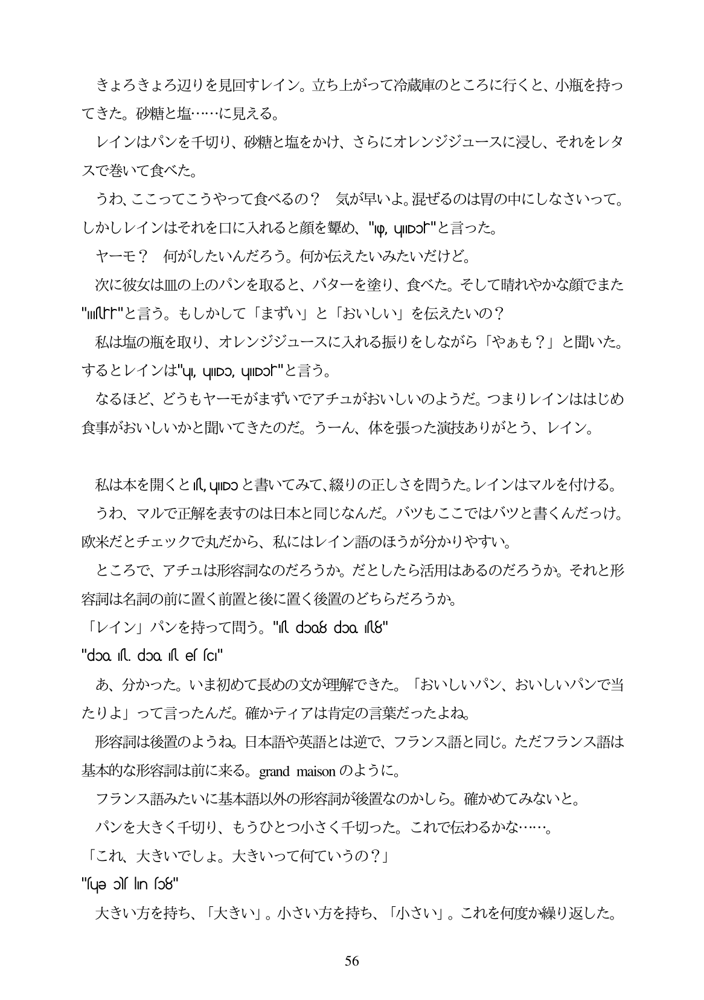 きょろきょろ辺りを見回すレイン。立ち上がって冷蔵庫のところに行くと、小瓶を持っ
てきた。砂糖と塩……に見える。
レインはパンを千切り、砂糖と塩をかけ、さらにオレンジジュースに浸し、それをレタ
スで巻いて食べた。
うわ、ここってこうやって食べるの？　気が早いよ。混ぜるのは胃の中にしなさいって。
しかしレインはそれを口に入れると顔を顰め、""と言った。
ヤーモ？　何がしたいんだろう。何か伝えたいみたいだけど。
次に彼女は皿の上のパンを取ると、バターを塗り、食べた。そして晴れやかな顔でまた
""と言う。もしかして「まずい」と「おいしい」を伝えたいの？
私は塩の瓶を取り、オレンジジュースに入れる振りをしながら「やぁも？」と聞いた。
するとレインは""と言う。
なるほど、どうもヤーモがまずいでアチュがおいしいのようだ。つまりレインははじめ
食事がおいしいかと聞いてきたのだ。うーん、体を張った演技ありがとう、レイン。
私は本を開くと と書いてみて、綴りの正しさを問うた。レインはマルを付ける。
うわ、マルで正解を表すのは日本と同じなんだ。バツもここではバツと書くんだっけ。
欧米だとチェックで丸だから、私にはレイン語のほうが分かりやすい。
ところで、アチュは形容詞なのだろうか。だとしたら活用はあるのだろうか。それと形
容詞は名詞の前に置く前置と後に置く後置のどちらだろうか。
「レイン」パンを持って問う。""
あ、分かった。いま初めて長めの文が理解できた。「おいしいパン、おいしいパンで当
たりよ」って言ったんだ。確かティアは肯定の言葉だったよね。
形容詞は後置のようね。日本語や英語とは逆で、フランス語と同じ。ただフランス語は
基本的な形容詞は前に来る。grand maison のように。
フランス語みたいに基本語以外の形容詞が後置なのかしら。確かめてみないと。
パンを大きく千切り、もうひとつ小さく千切った。これで伝わるかな……。
「これ、大きいでしょ。大きいって何ていうの？」
大きい方を持ち、「大きい」。小さい方を持ち、「小さい」。これを何度か繰り返した。
56